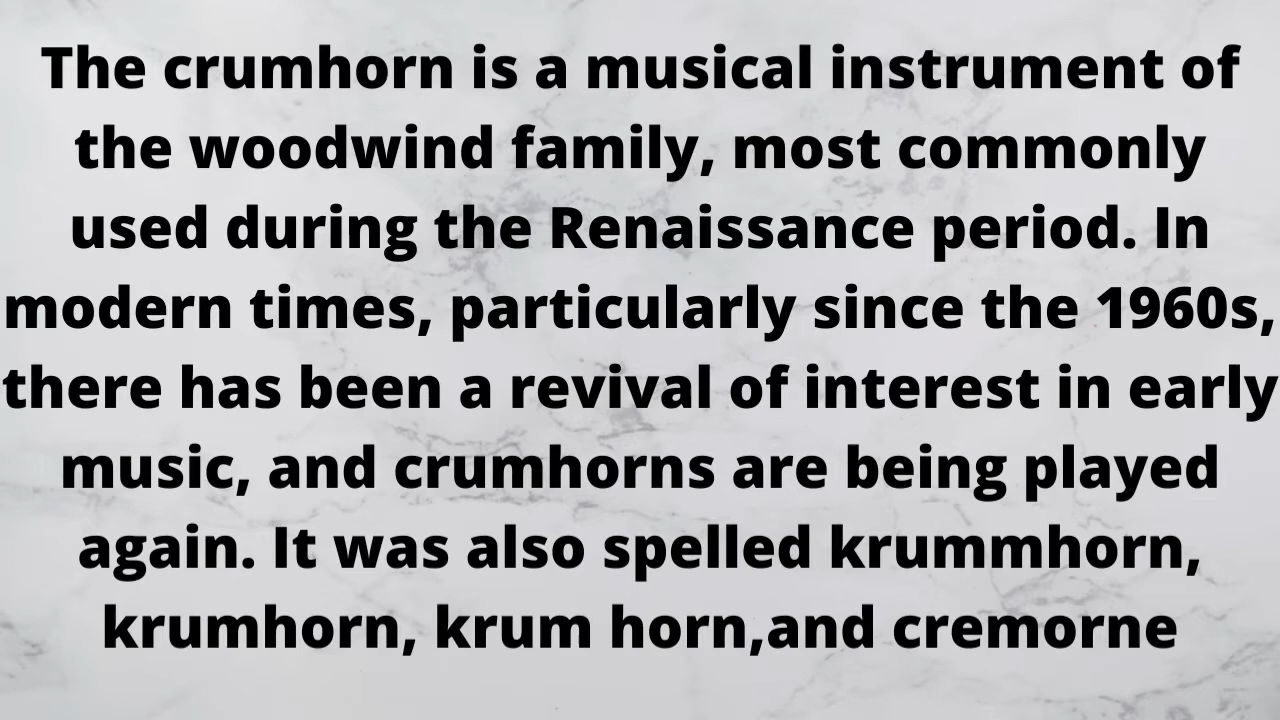 The crumhorn is a musical instrument of
the woodwind family, most commonly
used during the Renaissance period. In
modern times, particularly since the 1960s,
there has been a revival of interest in early
music, and crumhorns are being played
again. It was also spelled krummhorn,
krumhorn, krum horn,and cremorne